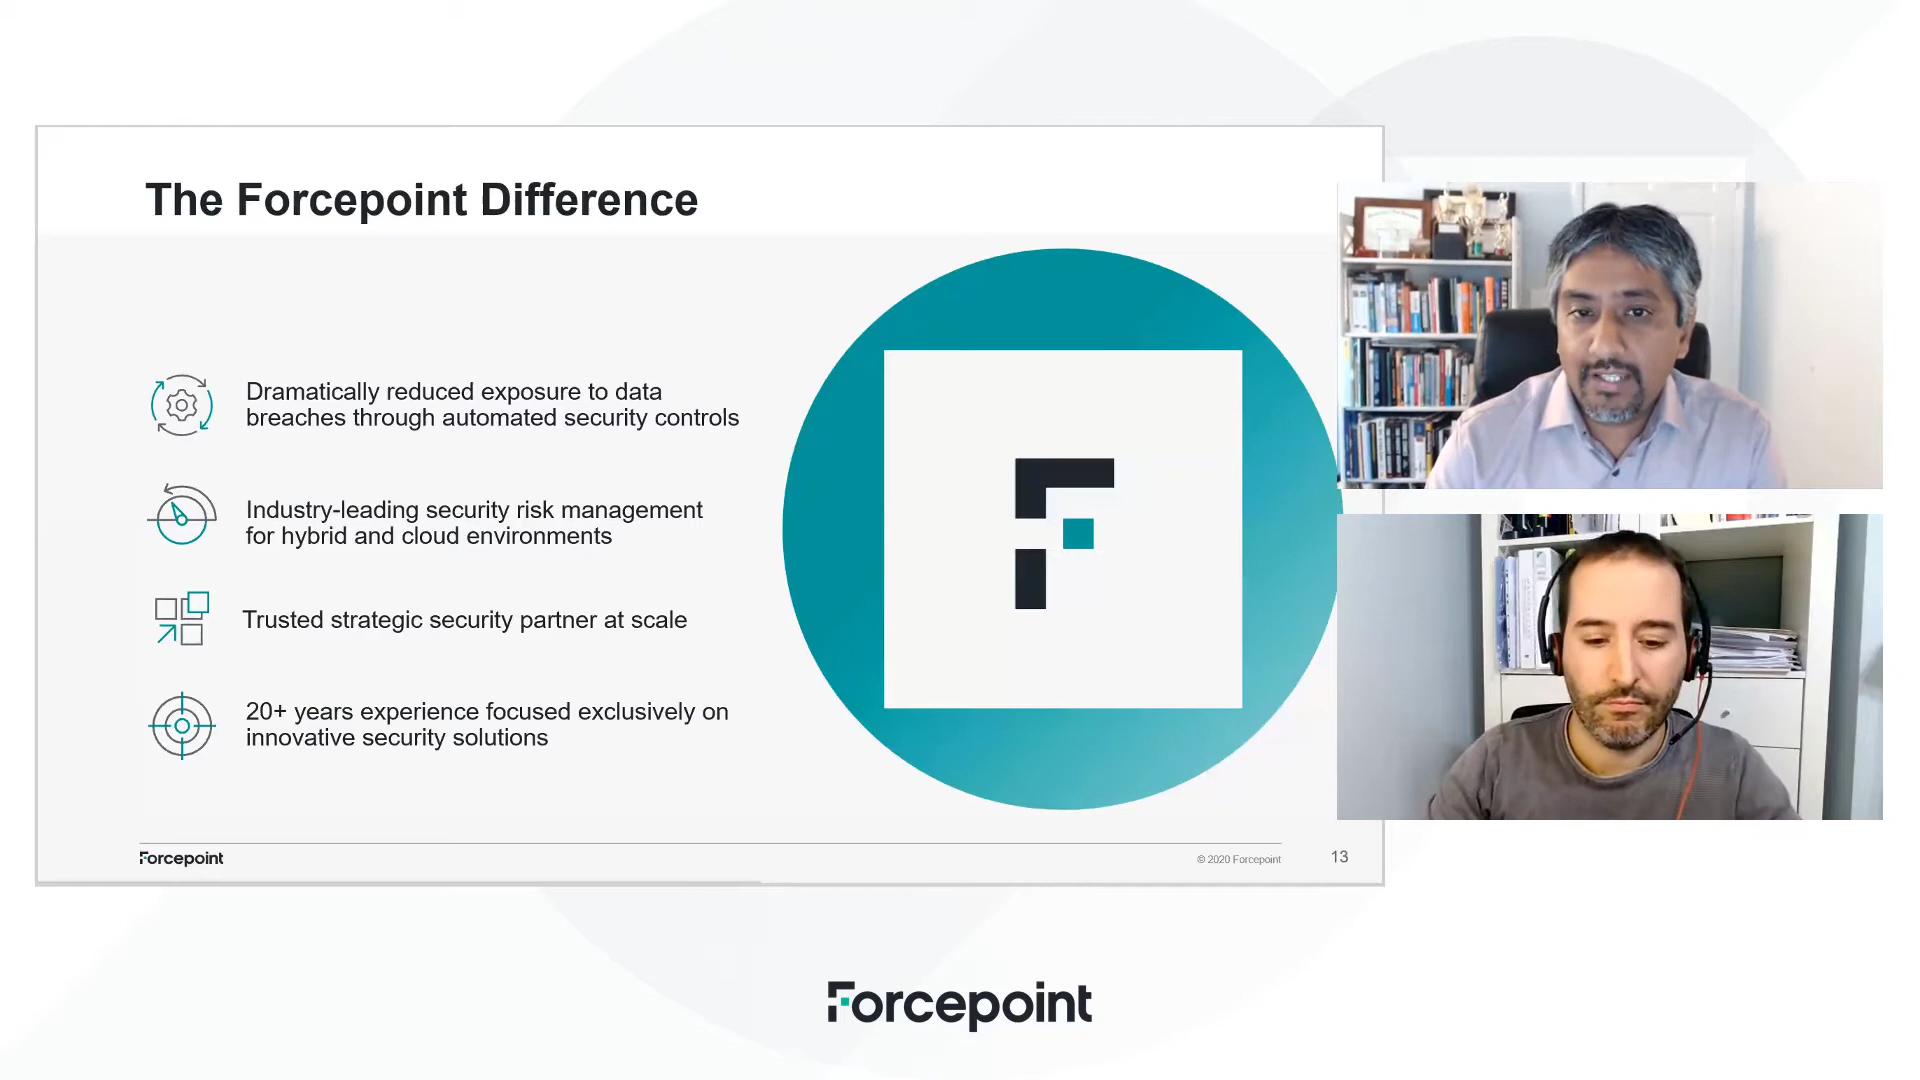 The Forcepoint Difference
Dramatically reduced exposure to data
breaches through automated security controls
Industry-leading security risk management
for hybrid and cloud environments
Trusted strategic security partner at scale
20+ years experience focused exclusively on
innovative security solutions
Forcepoint
© 2020 Forcepoint
13
Forcepoint